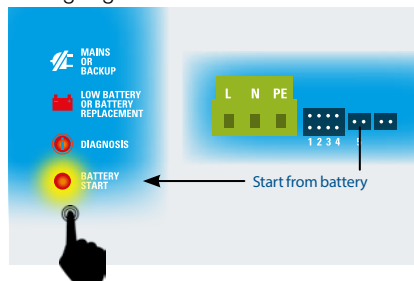 MAINS
OR
BACKUP
LOW BATTERY
OR BATTERY
REPLACEMENT
DIAGNOSIS
BATTERY
START
L N PE
1 2 3 4 5
Start from battery